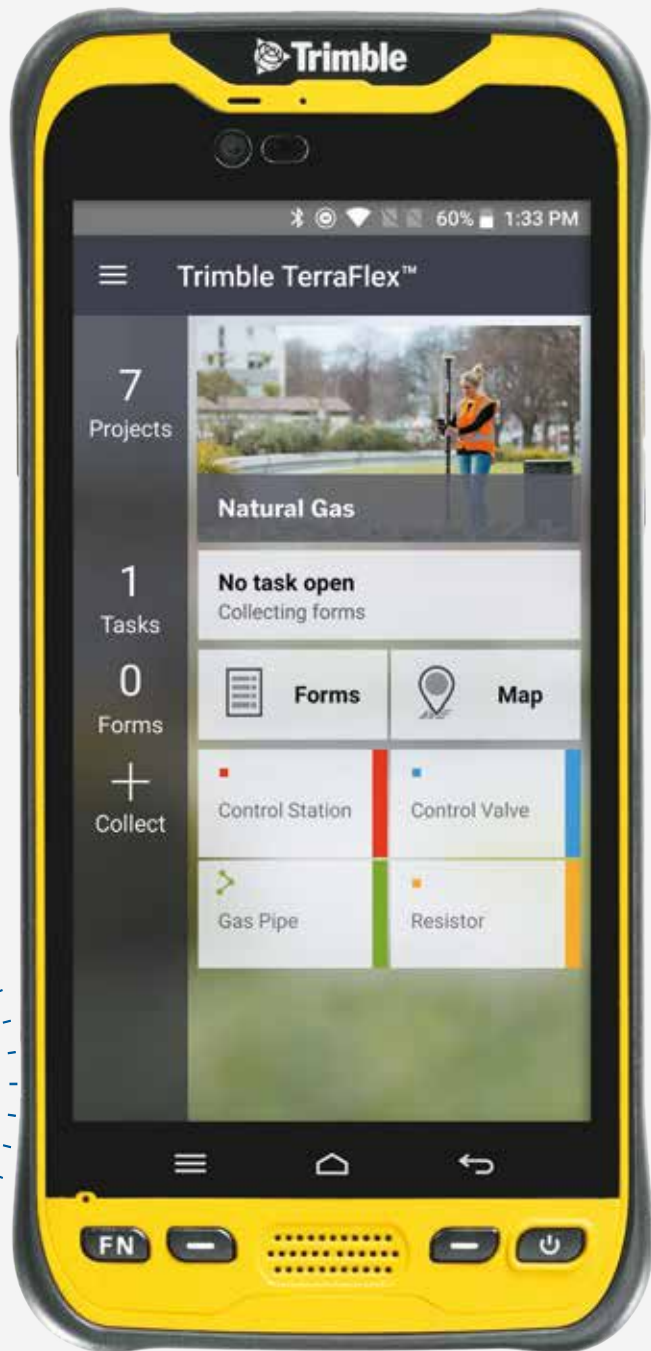 Trimble
60% 1:33 PM
Trimble TerraFlex™
7
Projects
Natural Gas
1
Tasks
No task open
Collecting forms
0
Forms
Forms
Map
Collect
Control Station
Control Valve
Gas Pipe
Resistor
FN